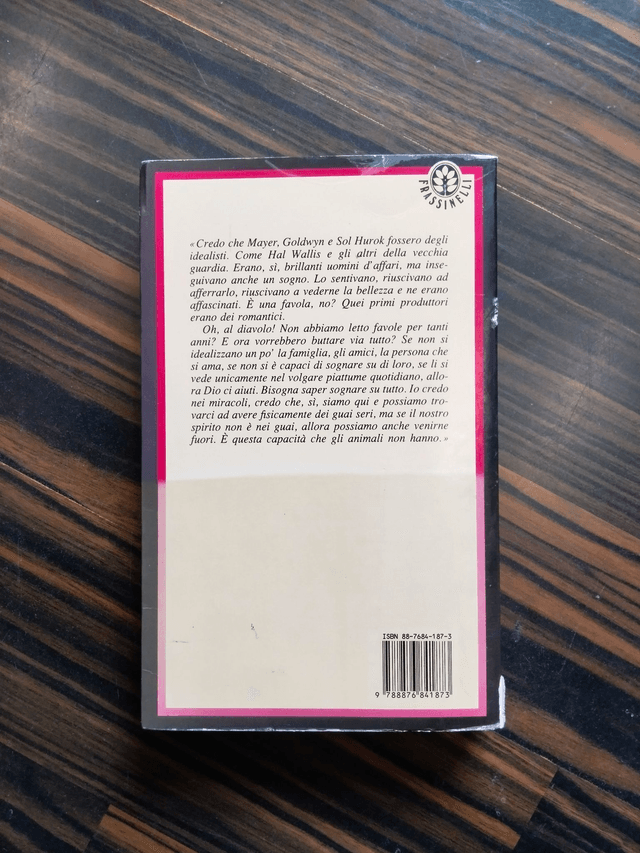 FRASSINELLI
«Credo che Mayer, Goldwyn e Sol Hurok fossero degli
idealisti. Come Hal Wallis e gli altri della vecchia
guardia. Erano, sì, brillanti uomini d'affari, ma inse-
guivano anche un sogno. Lo sentivano, riuscivano ad
afferrarlo, riuscivano a vederne la bellezza e ne erano
affascinati. È una favola, no? Quei primi produttori
erano dei romantici.
Oh, al diavolo! Non abbiamo letto favole per tanti
anni? E ora vorrebbero buttare via tutto? Se non si
idealizzano un po' la famiglia, gli amici, la persona che
si ama, se non si è capaci di sognare su di loro, se li si
vede unicamente nel volgare piattume quotidiano, allo-
ra Dio ci aiuti. Bisogna saper sognare su tutto. Io credo
nei miracoli, credo che, sì, siamo qui e possiamo tro-
varci ad avere fisicamente dei guai seri, ma se il nostro
spirito non è nei guai, allora possiamo anche venirne
fuori. È questa capacità che gli animali non hanno.»
ISBN 88-7684-187-3
9 788876 841873